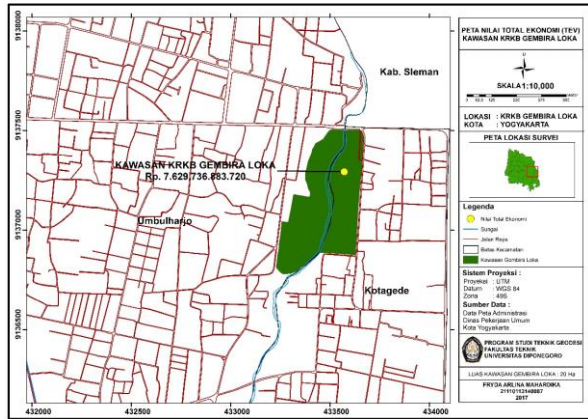 Kab. Sleman
KAWASAN KRKB GEMBIRA LOKA
Rp. 7.629.736.883.720
Umbulharjo
Kotagede
9138000
9137500
9137000
9136500
432000
432500
433000
433500
434000
PETA NILAI TOTAL EKONOMI (TEV)
KAWASAN KRKB GEMBIRA LOKA
SKALA 1:10,000
LOKASI : KRKB GEMBIRA LOKA
KOTA : YOGYAKARTA
PETA LOKASI SURVEI
Legenda
Nilai Total Ekonomi
Sungai
Jalan Raya
Batas Kecamatan
Kawasan Gembira Loka
Sistem Proyeksi :
Proyeksi : UTM
Datum : WGS 84
Zona : 49S
Sumber Data :
Data Peta Administrasi
Dinas Pekerjaan Umum
Kota Yogyakarta
PROGRAM STUDI TEKNIK GEODESI
FAKULTAS TEKNIK
UNIVERSITAS DIPONEGORO
LUAS KAWASAN GEMBIRA LOKA : 20 Ha
FRYDA ARLINA MAHARDIKA
2017